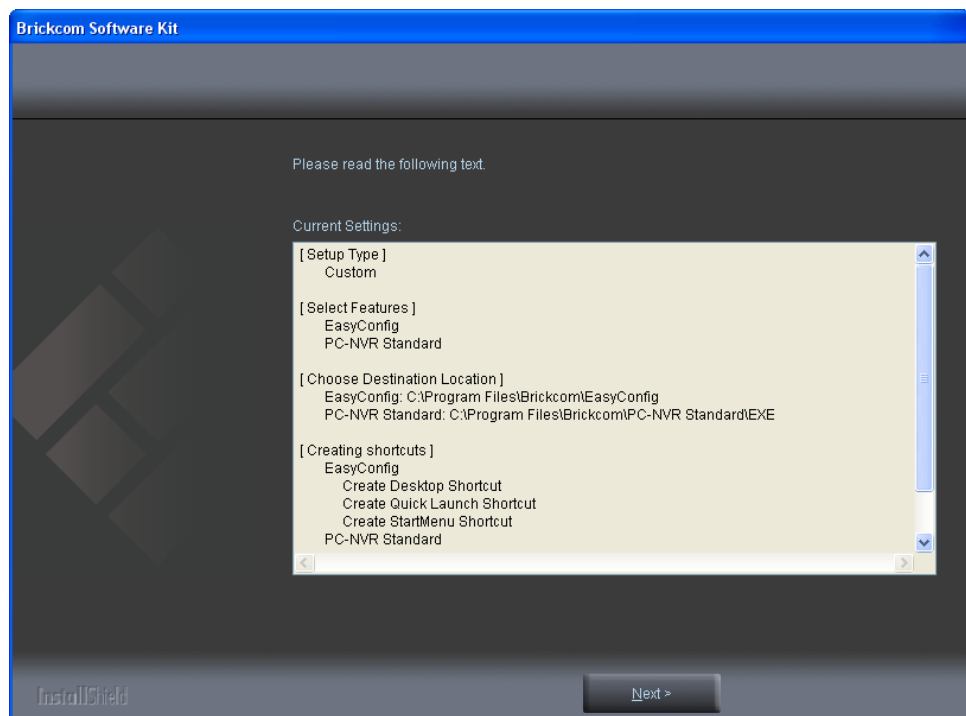 Brickcom Software Kit
Please read the following text.
Current Settings:
[ Setup Type ]
Custom
[ Select Features ]
EasyConfig
PC-NVR Standard
[ Choose Destination Location ]
EasyConfig: C:\Program Files\Brickcom\EasyConfig
PC-NVR Standard: C:\Program Files\Brickcom\PC-NVR Standard\EXE
[ Creating shortcuts ]
EasyConfig
Create Desktop Shortcut
Create Quick Launch Shortcut
Create StartMenu Shortcut
PC-NVR Standard
InstallShield
Next >